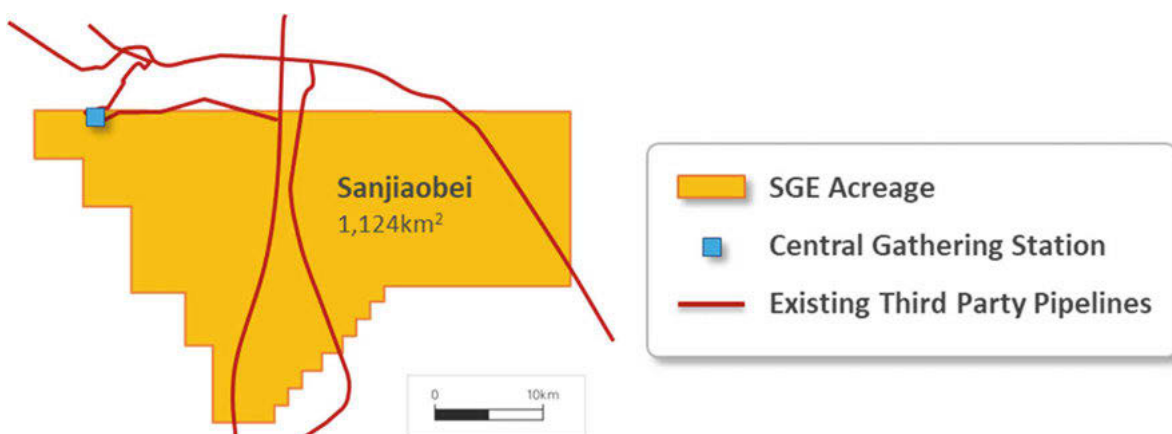 Sanjiaobei
1,124km²
SGE Acreage
Central Gathering Station
Existing Third Party Pipelines
0 10km